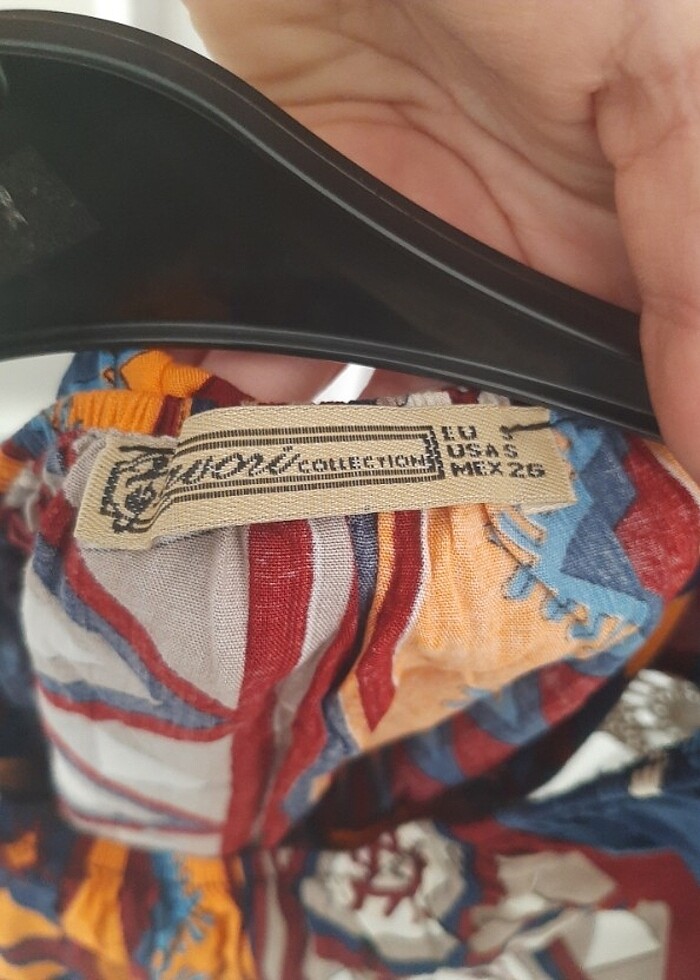 COLLECTION
EU S
USA S
MEX 26